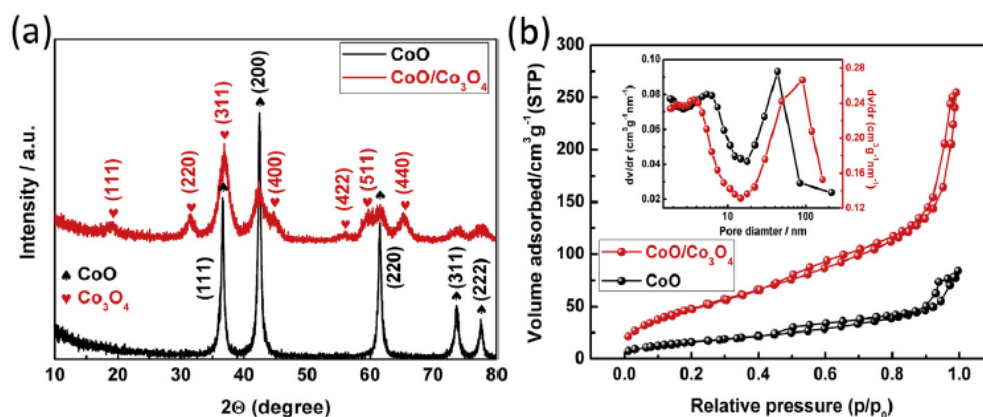 (a)
Intensity / a.u.
(111)
(220)
(311)
(200)
(400)
(422)
(511)
(440)
CoO
CoO/Co₃O₄
♠ CoO
♥ Co₃O₄
(111)
(220)
(311)
(222)
10 20 30 40 50 60 70 80
2Θ (degree)
(b)
Volume adsorbed/cm³g⁻¹(STP)
300
250
200
150
100
50
0
dv/dr (cm³g⁻¹nm⁻¹)
0.10
0.08
0.06
0.04
0.02
0.28
0.24
0.20
0.16
0.12
dv/dr (cm³g⁻¹nm⁻¹)
10 100
Pore diamter / nm
CoO/Co₃O₄
CoO
0.0 0.2 0.4 0.6 0.8 1.0
Relative pressure (p/p₀)